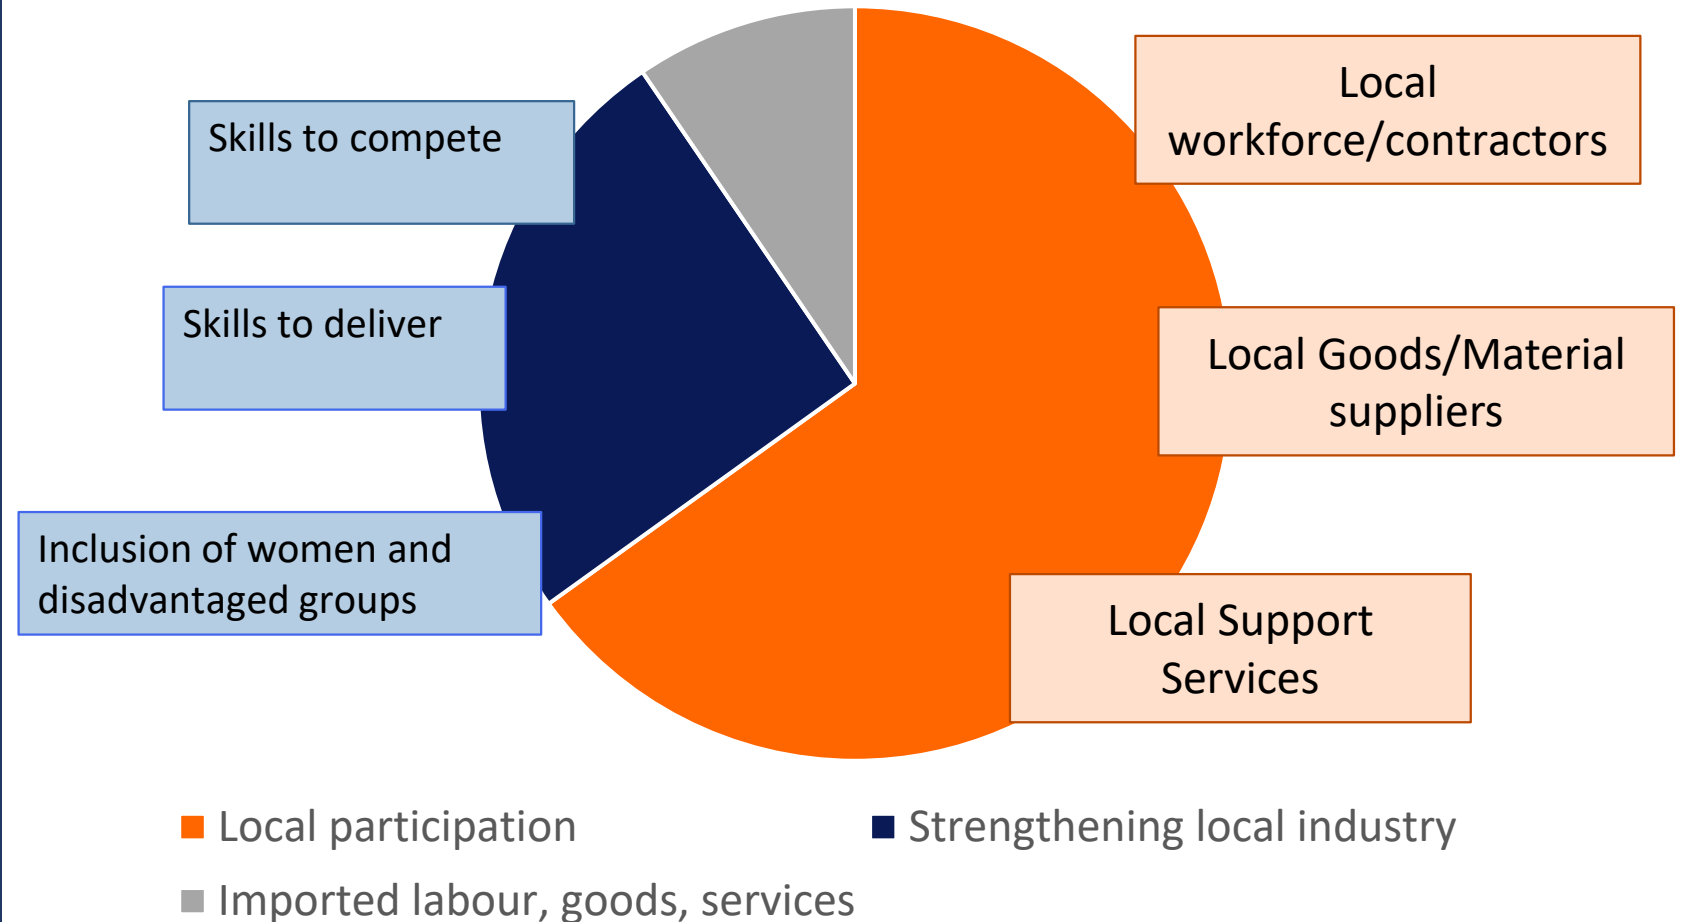 Local
workforce/contractors
Skills to compete
Skills to deliver
Local Goods/Material
suppliers
Inclusion of women and
disadvantaged groups
Local Support
Services
Local participation
Strengthening local industry
Imported labour, goods, services